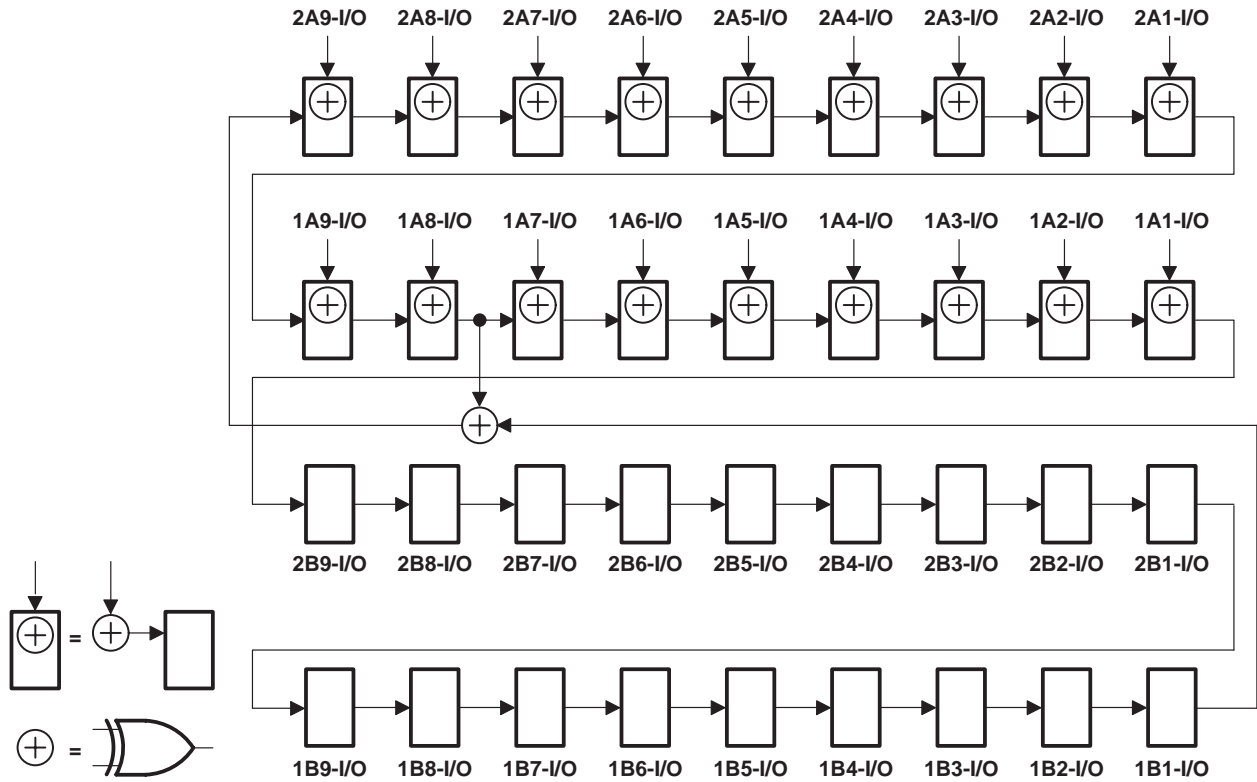 2A9-I/O 2A8-I/O 2A7-I/O 2A6-I/O 2A5-I/O 2A4-I/O 2A3-I/O 2A2-I/O 2A1-I/O
1A9-I/O 1A8-I/O 1A7-I/O 1A6-I/O 1A5-I/O 1A4-I/O 1A3-I/O 1A2-I/O 1A1-I/O
2B9-I/O 2B8-I/O 2B7-I/O 2B6-I/O 2B5-I/O 2B4-I/O 2B3-I/O 2B2-I/O 2B1-I/O
=
=
1B9-I/O 1B8-I/O 1B7-I/O 1B6-I/O 1B5-I/O 1B4-I/O 1B3-I/O 1B2-I/O 1B1-I/O